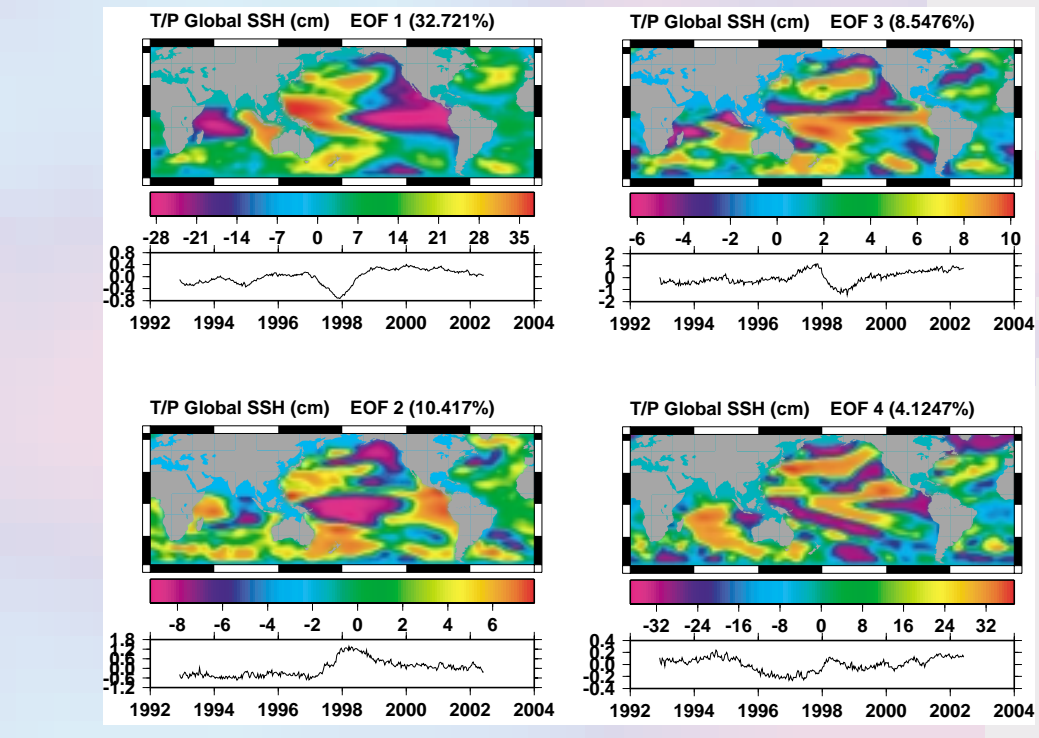 T/P Global SSH (cm) EOF 1 (32.721%)
-28 -21 -14 -7 0 7 14 21 28 35
0.8
0.4
0.0
-0.4
-0.8
1992 1994 1996 1998 2000 2002 2004
T/P Global SSH (cm) EOF 3 (8.5476%)
-6 -4 -2 0 2 4 6 8 10
2
1
0
-1
-2
1992 1994 1996 1998 2000 2002 2004
T/P Global SSH (cm) EOF 2 (10.417%)
-8 -6 -4 -2 0 2 4 6
1.8
1.2
0.6
0.0
-0.6
-1.2
1992 1994 1996 1998 2000 2002 2004
T/P Global SSH (cm) EOF 4 (4.1247%)
-32 -24 -16 -8 0 8 16 24 32
0.4
0.2
0.0
-0.2
-0.4
1992 1994 1996 1998 2000 2002 2004